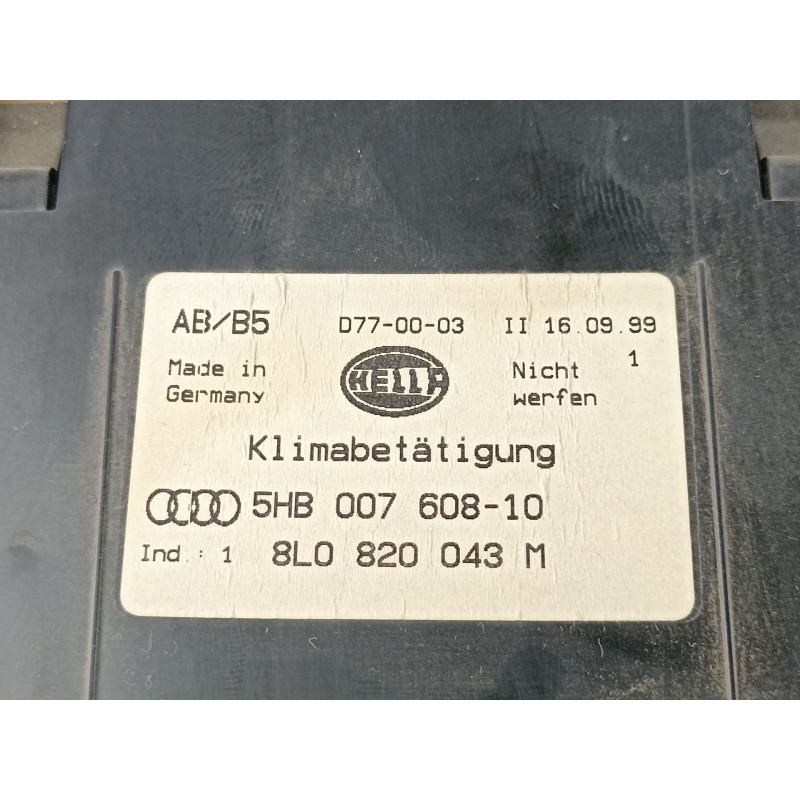 AB/B5 D77-00-03 II 16.09.99
Made in Germany
HELLA
Nicht werfen 1
Klimabetätigung
5HB 007 608-10
Ind.: 1 8L0 820 043 M